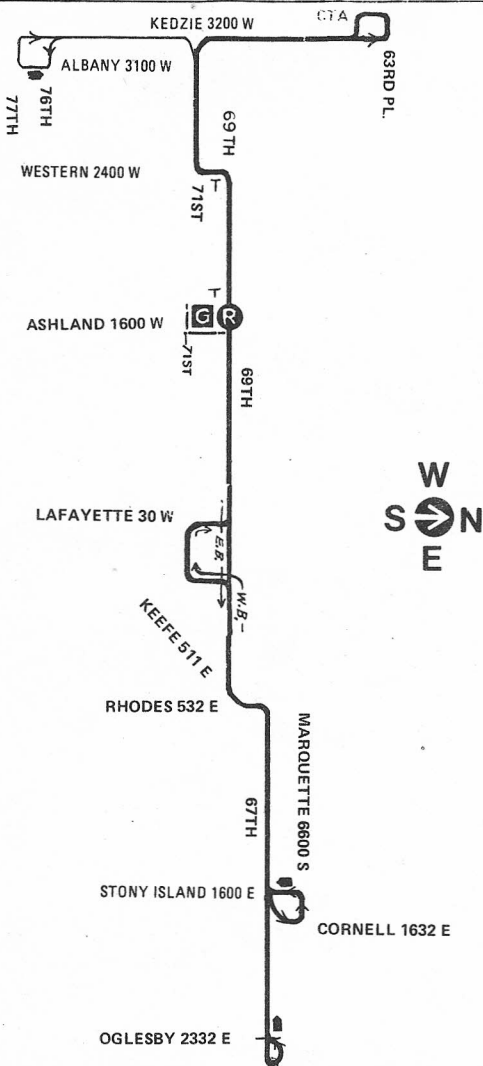 KEDZIE 3200 W
CTA
63RD PL.
ALBANY 3100 W
77TH
76TH
69 TH
WESTERN 2400 W
T
71ST
T
ASHLAND 1600 W
G
R
71ST
69TH
W
S
N
E
LAFAYETTE 30 W
E.B.
W.B,
KEEFE 511 E
RHODES 532 E
MARQUETTE 6600 S
67TH
STONY ISLAND 1600 E
CORNELL 1632 E
OGLESBY 2332 E